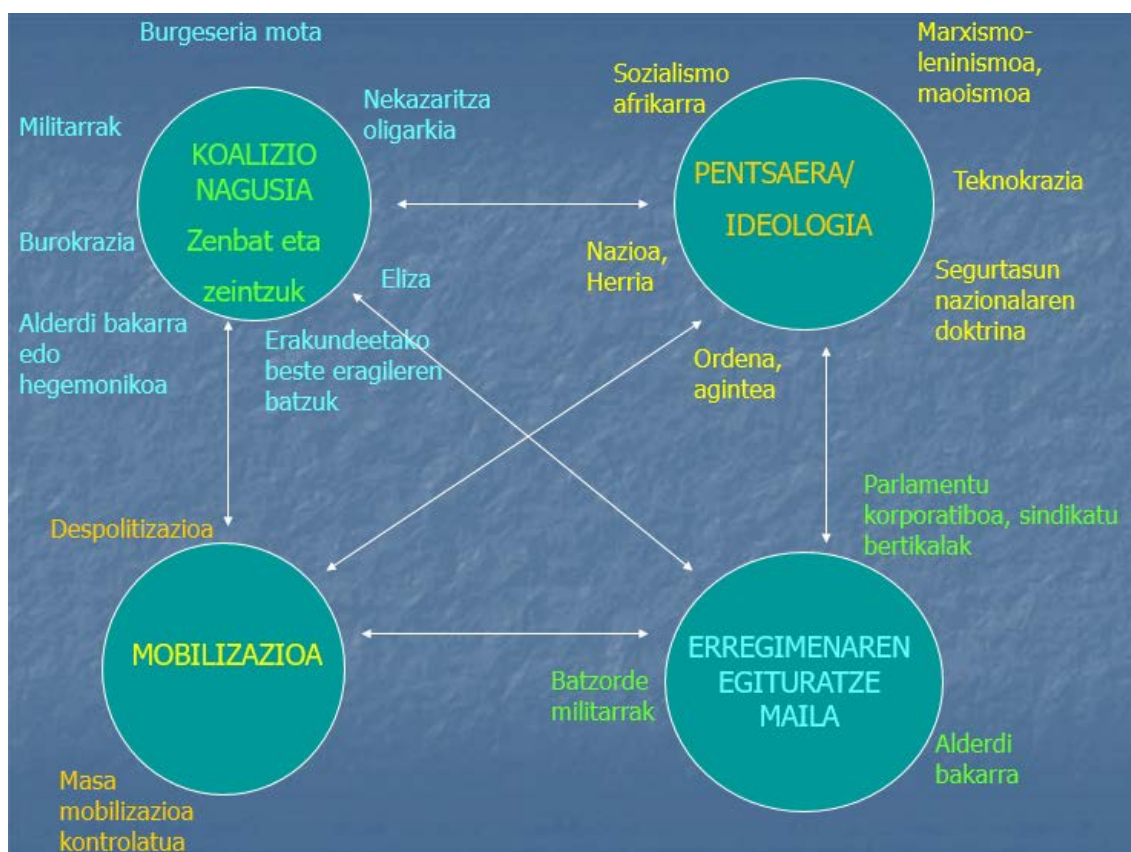 Burgeseria mota
Militarrak
Nekazaritza
oligarkia
KOALIZIO
NAGUSIA
Zenbat eta
zeintzuk
Burokrazia
Eliza
Alderdi bakarra
edo
hegemonikoa
Erakundeetako
beste eragileren
batzuk
Sozialismo
afrikarra
Marxismo-
leninismoa,
maoismoa
PENTSAERA/
IDEOLOGIA
Teknokrazia
Nazioa,
Herria
Segurtasun
nazionalaren
doktrina
Ordena,
agintea
Despolitizazioa
MOBILIZAZIOA
Masa
mobilizazioa
kontrolatua
Parlamentu
korporatiboa, sindikatu
bertikalak
ERREGIMENAREN
EGITURATZE
MAILA
Batzorde
militarrak
Alderdi
bakarra